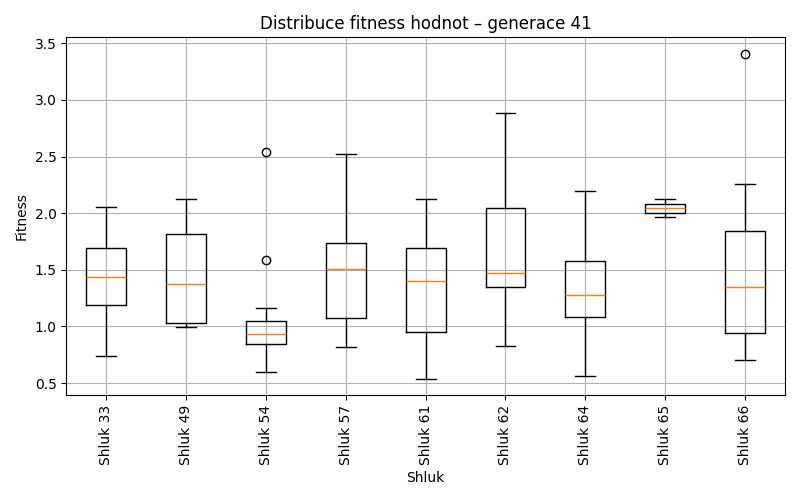 Distribuce fitness hodnot – generace 41
Fitness
3.5
3.0
2.5
2.0
1.5
1.0
0.5
Shluk 33
Shluk 49
Shluk 54
Shluk 57
Shluk 61
Shluk 62
Shluk 64
Shluk 65
Shluk 66
Shluk